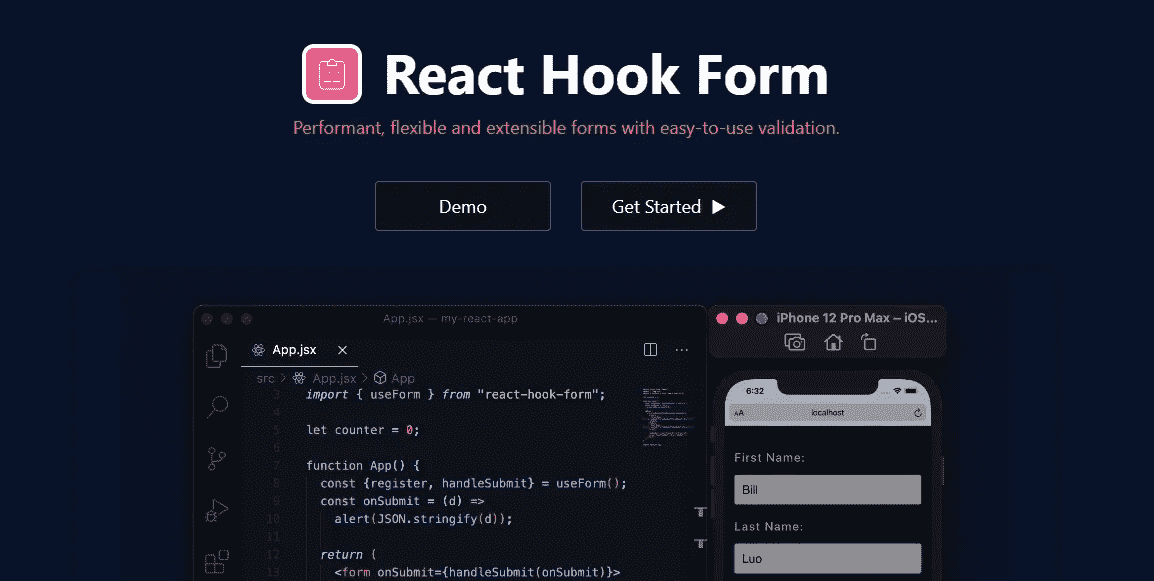 React Hook Form
Performant, flexible and extensible forms with easy-to-use validation.
Demo
Get Started
App.jsx — my-react-app
App.jsx
src > App.jsx > App
3 import { useForm } from "react-hook-form";
4
5 let counter = 0;
6
7 function App() {
8 const {register, handleSubmit} = useForm();
9 const onSubmit = (d) =>
10 alert(JSON.stringify(d));
11
12 return (
13 <form onSubmit={handleSubmit(onSubmit)}>
iPhone 12 Pro Max – iOS...
6:32
AA localhost
First Name:
Bill
Last Name:
Luo